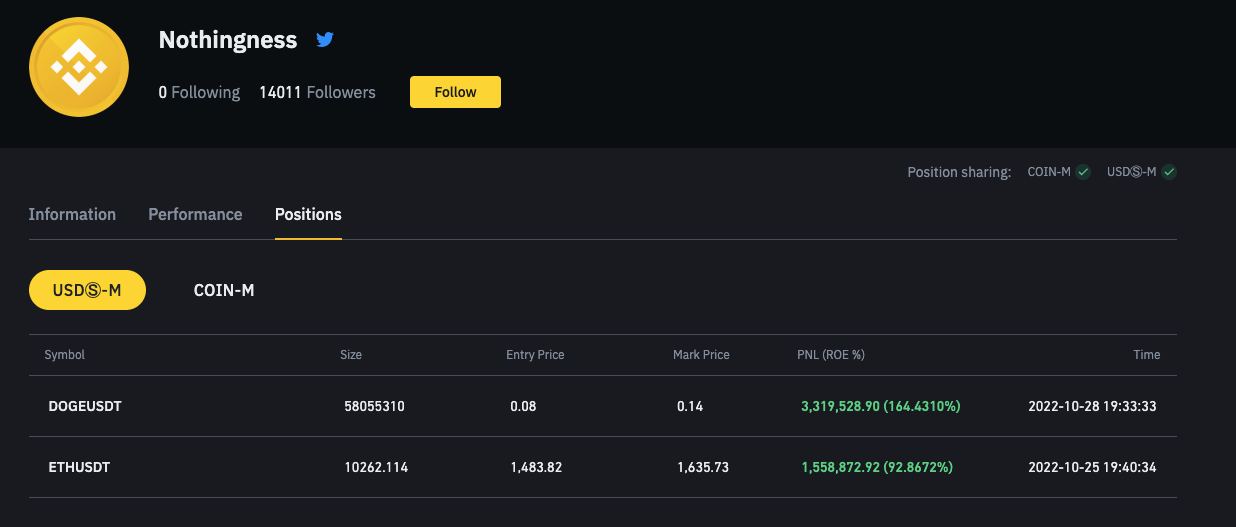 Nothingness
0 Following 14011 Followers Follow
Position sharing: COIN-M USDⓈ-M
Information Performance Positions
USDⓈ-M COIN-M
Symbol Size Entry Price Mark Price PNL (ROE %) Time
DOGEUSDT 58055310 0.08 0.14 3,319,528.90 (164.4310%) 2022-10-28 19:33:33
ETHUSDT 10262.114 1,483.82 1,635.73 1,558,872.92 (92.8672%) 2022-10-25 19:40:34